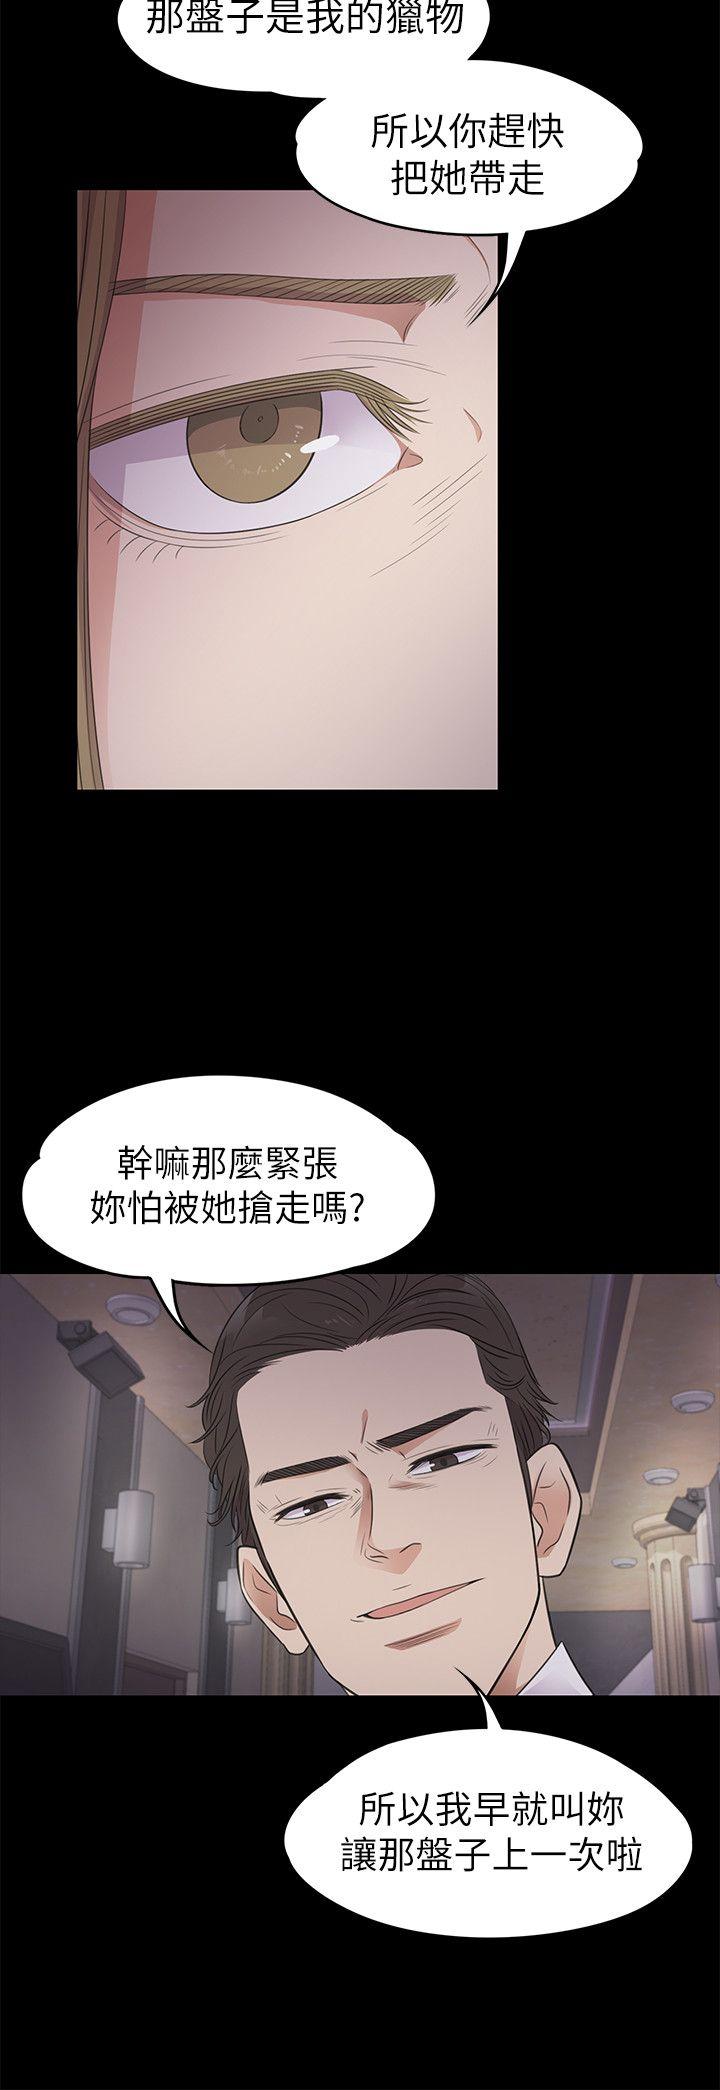 那盤子是我的獵物
所以你趕快
把她帶走
幹嘛那麼緊張
妳怕被她搶走嗎?
所以我早就叫妳
讓那盤子上一次啦